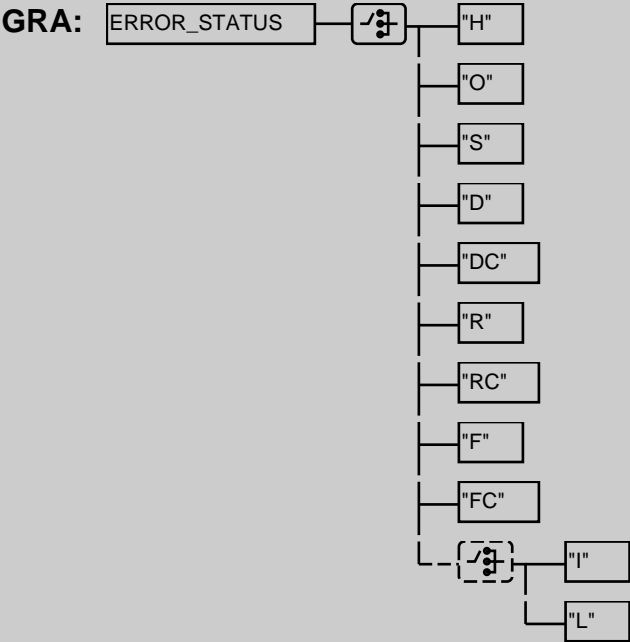 GRA: ERROR_STATUS "H"
"O"
"S"
"D"
"DC"
"R"
"RC"
"F"
"FC"
"I"
"L"